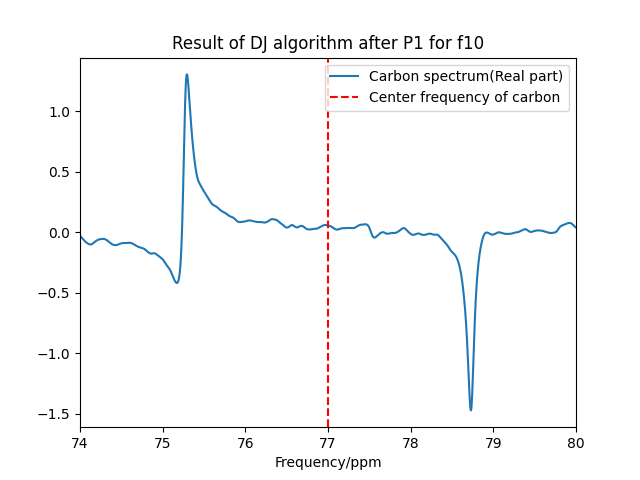 Result of DJ algorithm after P1 for f10
Carbon spectrum(Real part)
Center frequency of carbon
1.0
0.5
0.0
−0.5
−1.0
−1.5
74 75 76 77 78 79 80
Frequency/ppm